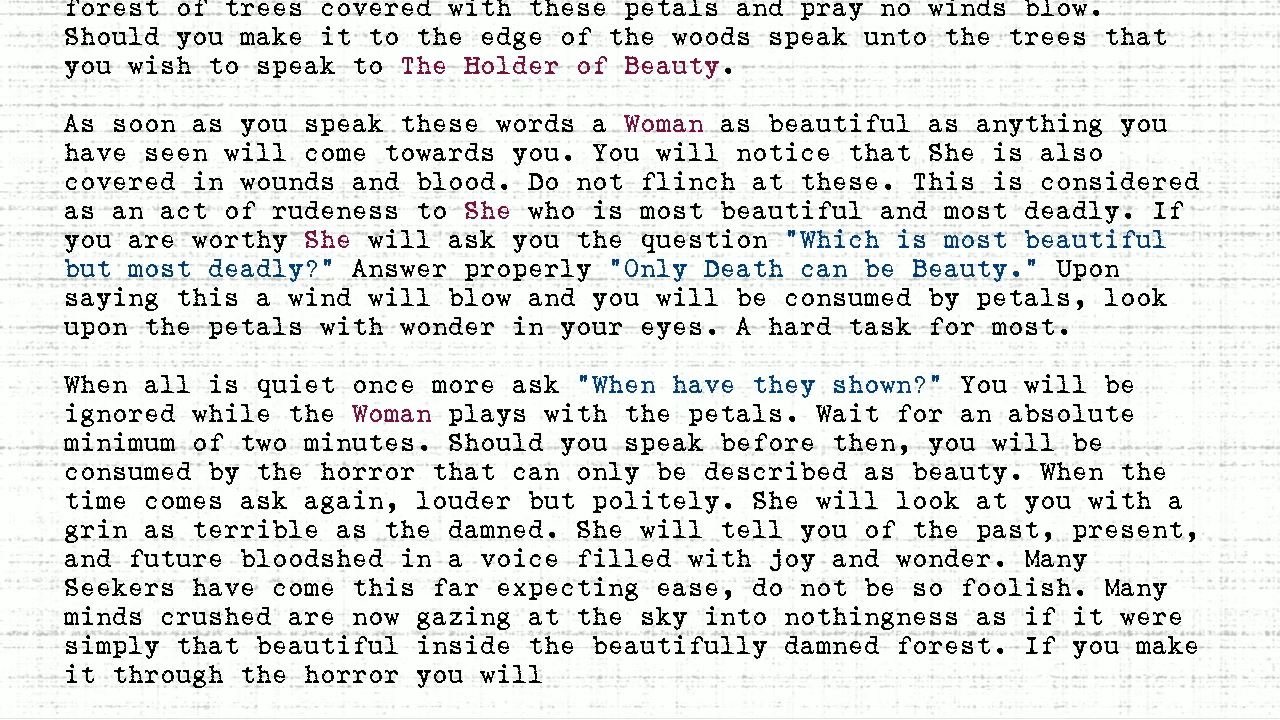 forest of trees covered with these petals and pray no winds blow.
Should you make it to the edge of the woods speak unto the trees that
you wish to speak to The Holder of Beauty.
As soon as you speak these words a Woman as beautiful as anything you
have seen will come towards you. You will notice that She is also
covered in wounds and blood. Do not flinch at these. This is considered
as an act of rudeness to She who is most beautiful and most deadly. If
you are worthy She will ask you the question "Which is most beautiful
but most deadly?" Answer properly "Only Death can be Beauty." Upon
saying this a wind will blow and you will be consumed by petals, look
upon the petals with wonder in your eyes. A hard task for most.
When all is quiet once more ask "When have they shown?" You will be
ignored while the Woman plays with the petals. Wait for an absolute
minimum of two minutes. Should you speak before then, you will be
consumed by the horror that can only be described as beauty. When the
time comes ask again, louder but politely. She will look at you with a
grin as terrible as the damned. She will tell you of the past, present,
and future bloodshed in a voice filled with joy and wonder. Many
Seekers have come this far expecting ease, do not be so foolish. Many
minds crushed are now gazing at the sky into nothingness as if it were
simply that beautiful inside the beautifully damned forest. If you make
it through the horror you will